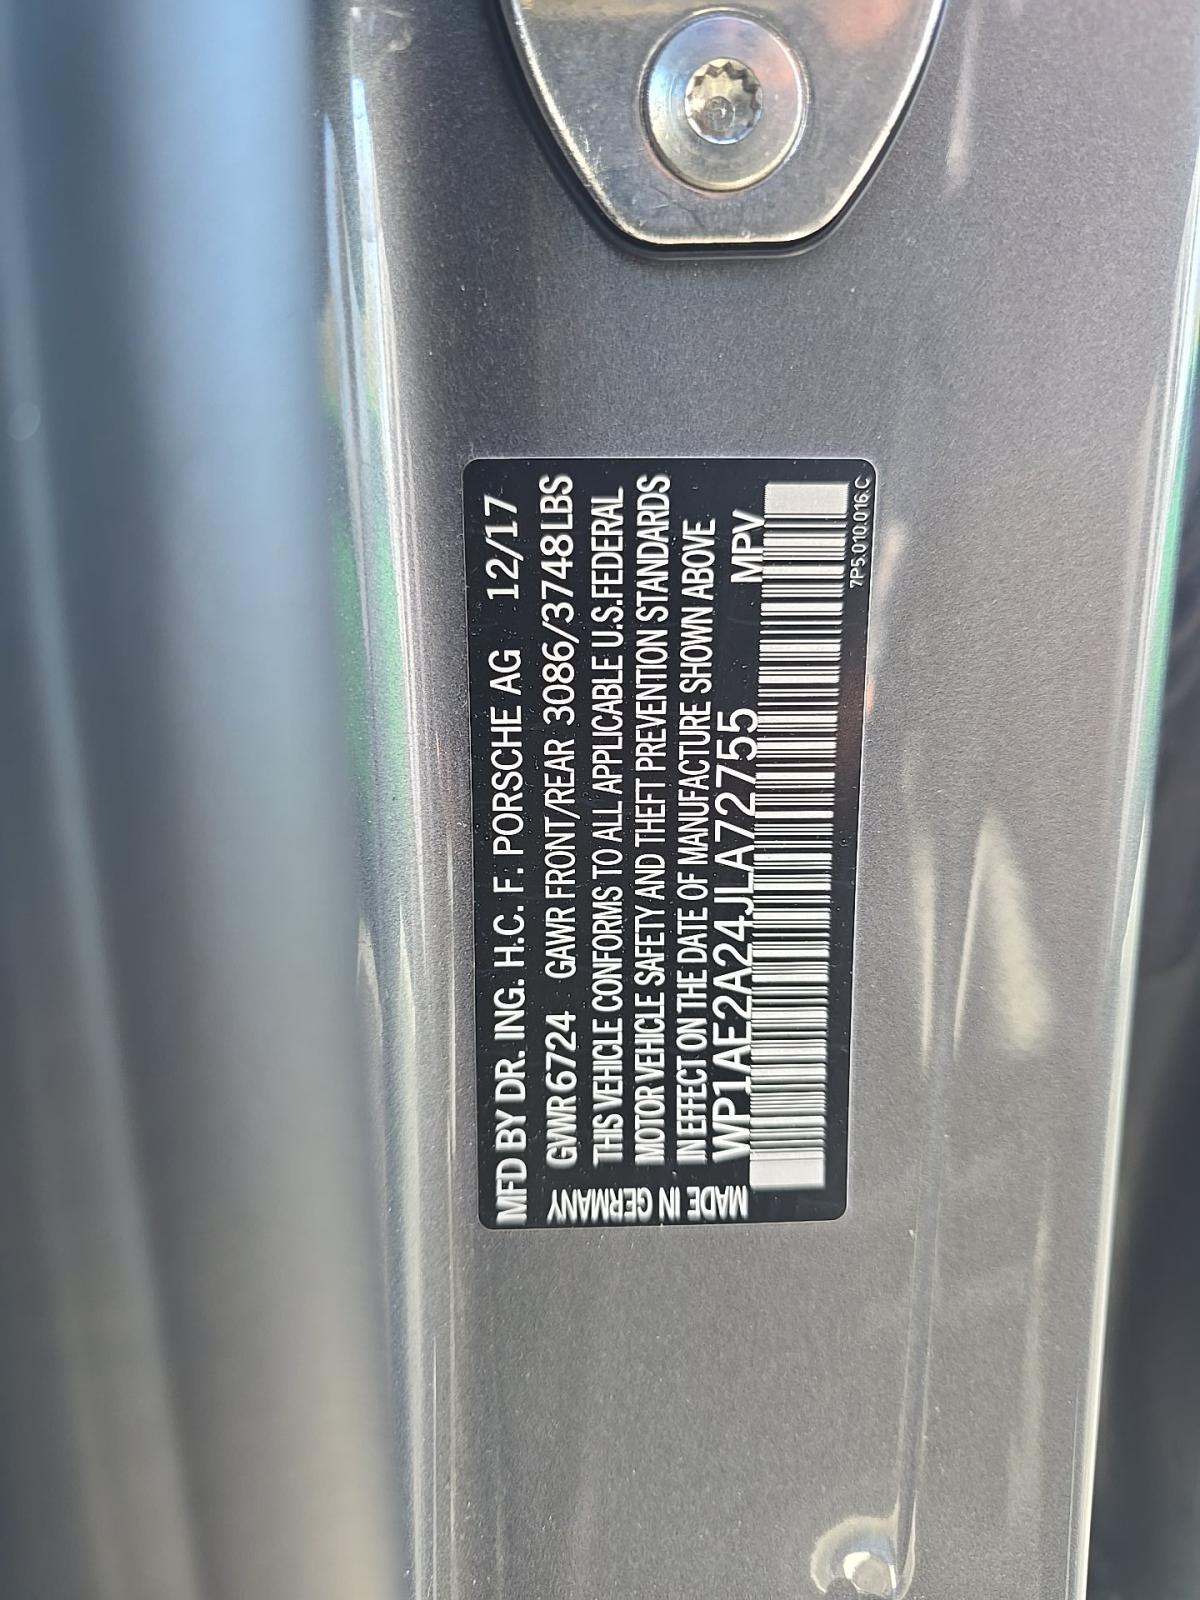 MFD BY DR. ING. H.C. F. PORSCHE AG 12/17
GVWR 6724 GAWR FRONT/REAR 3086/3748LBS
THIS VEHICLE CONFORMS TO ALL APPLICABLE U.S.FEDERAL
MOTOR VEHICLE SAFETY AND THEFT PREVENTION STANDARDS
IN EFFECT ON THE DATE OF MANUFACTURE SHOWN ABOVE
WP1AE2A24JLA72755 MPV
MADE IN GERMANY
7P5.010.016.C